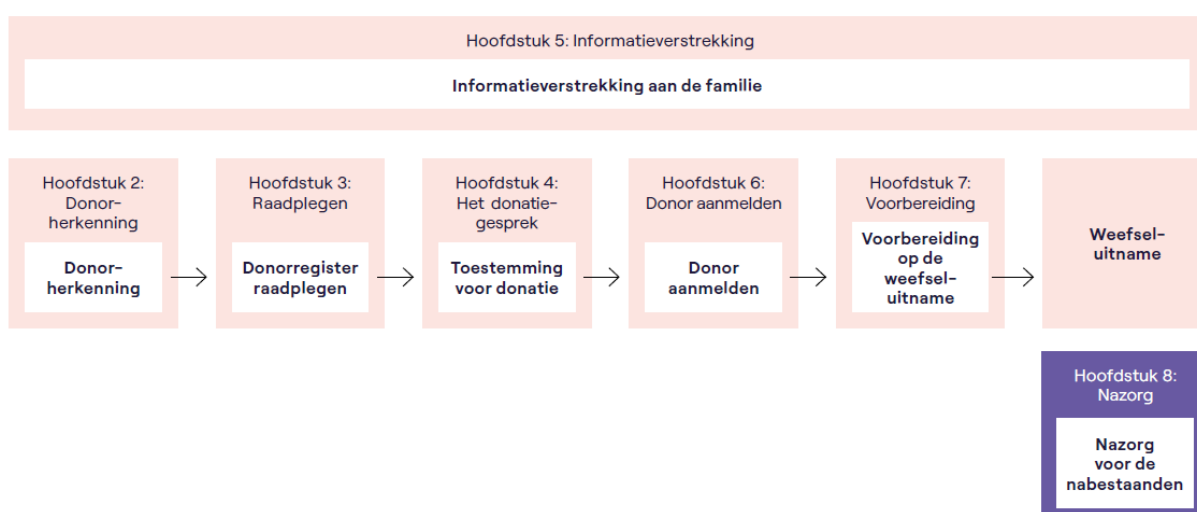 Hoofdstuk 5: Informatieverstrekking
Informatieverstrekking aan de familie
Hoofdstuk 2:
Donor-
herkenning
Donor-
herkenning
Hoofdstuk 3:
Raadplegen
Donorregister
raadplegen
Hoofdstuk 4:
Het donatie-
gesprek
Toestemming
voor donatie
Hoofdstuk 6:
Donor aanmelden
Donor
aanmelden
Hoofdstuk 7:
Voorbereiding
Voorbereiding
op de
weefsel-
uitname
Weefsel-
uitname
Hoofdstuk 8:
Nazorg
Nazorg
voor de
nabestaanden